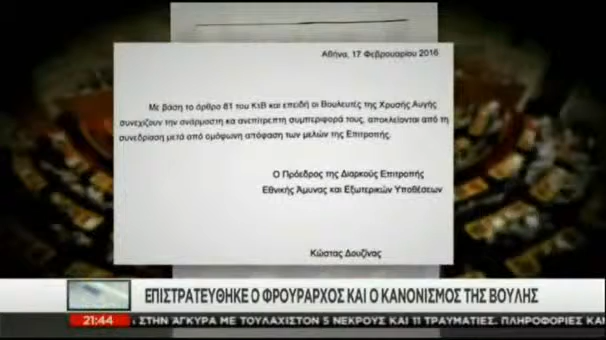 Αθήνα, 17 Φεβρουαρίου 2016
Με βάση το άρθρο 81 του ΚτΒ και επειδή οι Βουλευτές της Χρυσής Αυγής
συνεχίζουν την ανάρμοστη κα ανεπίτρεπτη συμπεριφορά τους, αποκλείονται από τη
συνεδρίαση μετά από ομόφωνη απόφαση των μελών της Επιτροπής.
Ο Πρόεδρος της Διαρκούς Επιτροπής
Εθνικής Άμυνας και Εξωτερικών Υποθέσεων
Κώστας Δουζίνας
ΕΠΙΣΤΡΑΤΕΥΘΗΚΕ Ο ΦΡΟΥΡΑΡΧΟΣ ΚΑΙ Ο ΚΑΝΟΝΙΣΜΟΣ ΤΗΣ ΒΟΥΛΗΣ
21:44 ΣΤΗΝ ΑΓΚΥΡΑ ΜΕ ΤΟΥΛΑΧΙΣΤΟΝ 5 ΝΕΚΡΟΥΣ ΚΑΙ 11 ΤΡΑΥΜΑΤΙΕΣ. ΠΛΗΡΟΦΟΡΙΕΣ ΚΑΙ